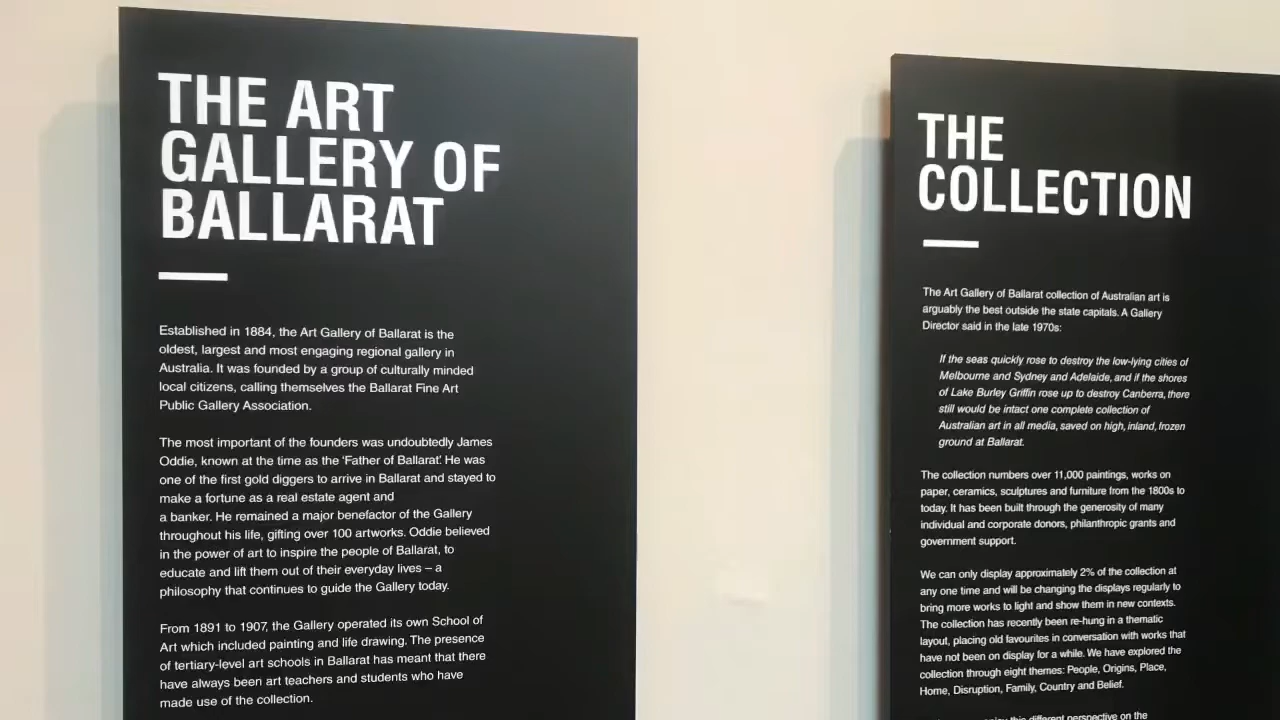 THE ART
GALLERY OF
BALLARAT
Established in 1884, the Art Gallery of Ballarat is the
oldest, largest and most engaging regional gallery in
Australia. It was founded by a group of culturally minded
local citizens, calling themselves the Ballarat Fine Art
Public Gallery Association.
The most important of the founders was undoubtedly James
Oddie, known at the time as the 'Father of Ballarat'. He was
one of the first gold diggers to arrive in Ballarat and stayed to
make a fortune as a real estate agent and
a banker. He remained a major benefactor of the Gallery
throughout his life, gifting over 100 artworks. Oddie believed
in the power of art to inspire the people of Ballarat, to
educate and lift them out of their everyday lives – a
philosophy that continues to guide the Gallery today.
From 1891 to 1907, the Gallery operated its own School of
Art which included painting and life drawing. The presence
of tertiary-level art schools in Ballarat has meant that there
have always been art teachers and students who have
made use of the collection.
THE
COLLECTION
The Art Gallery of Ballarat collection of Australian art is
arguably the best outside the state capitals. A Gallery
Director said in the late 1970s:
If the seas quickly rose to destroy the low-lying cities of
Melbourne and Sydney and Adelaide, and if the shores
of Lake Burley Griffin rose up to destroy Canberra, there
still would be intact one complete collection of
Australian art in all media, saved on high, inland, frozen
ground at Ballarat.
The collection numbers over 11,000 paintings, works on
paper, ceramics, sculptures and furniture from the 1800s to
today. It has been built through the generosity of many
individual and corporate donors, philanthropic grants and
government support.
We can only display approximately 2% of the collection at
any one time and will be changing the displays regularly to
bring more works to light and show them in new contexts.
The collection has recently been re-hung in a thematic
layout, placing old favourites in conversation with works that
have not been on display for a while. We have explored the
collection through eight themes: People, Origins, Place,
Home, Disruption, Family, Country and Belief.
this different perspective on the